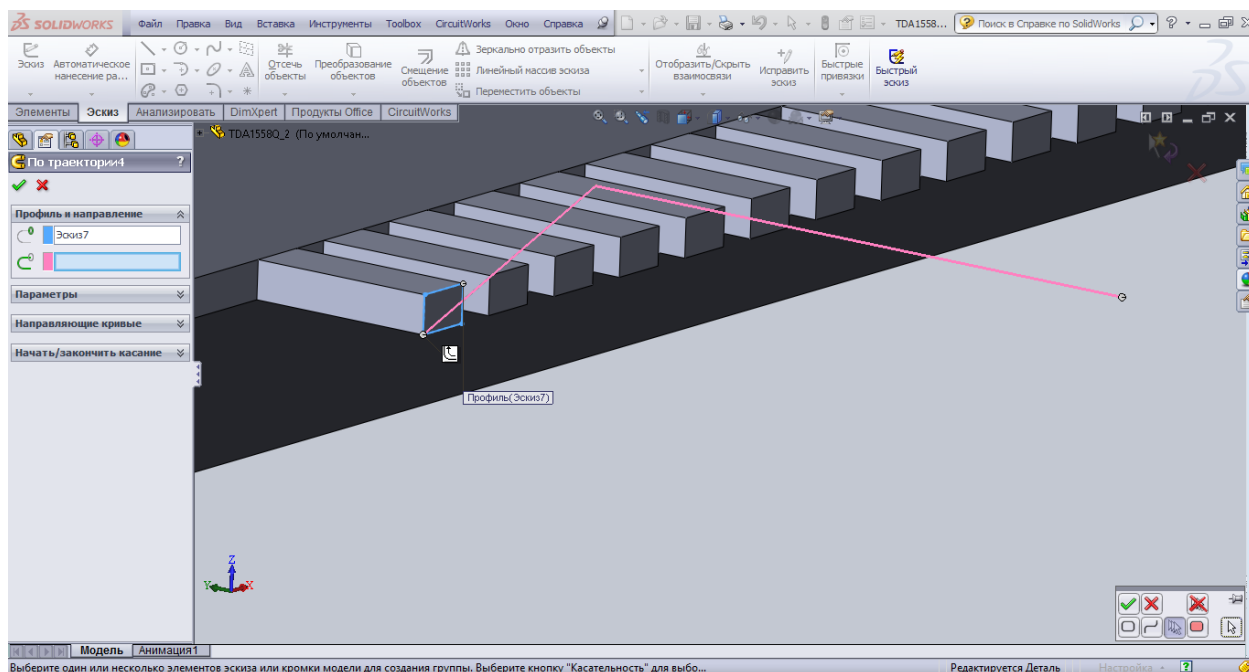 SOLIDWORKS Файл Правка Вид Вставка Инструменты Toolbox CircuitWorks Окно Справка TDA1558... Поиск в Справке по SolidWorks
Эскиз
Автоматическое нанесение ра...
Отсечь объекты
Преобразование объектов
Смещение объектов
Зеркально отразить объекты
Линейный массив эскиза
Переместить объекты
Отобразить/Скрыть взаимосвязи
Исправить эскиз
Быстрые привязки
Быстрый эскиз
Элементы Эскиз Анализировать DimXpert Продукты Office CircuitWorks
TDA1558Q_2 (По умолчан...
По траектории4 ?
Профиль и направление
Эскиз7
Параметры
Направляющие кривые
Начать/закончить касание
Профиль(Эскиз7)
Z
Y X
Модель Анимация1
Выберите один или несколько элементов эскиза или кромки модели для создания группы. Выберите кнопку "Касательность" для выбо... Редактируется Деталь Настройка